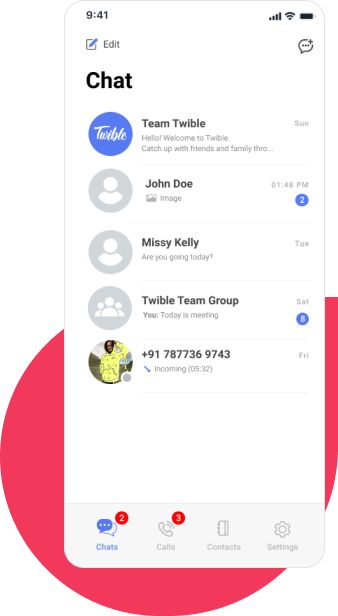 9:41
Edit
Chat
Twible
Team Twible Sun
Hello! Welcome to Twible.
Catch up with friends and family thro...
John Doe 01:48 PM
Image 2
Missy Kelly Tue
Are you going today?
Twible Team Group Sat
You: Today is meeting 8
+91 787736 9743 Fri
Incoming (05:32)
2 3
Chats Calls Contacts Settings